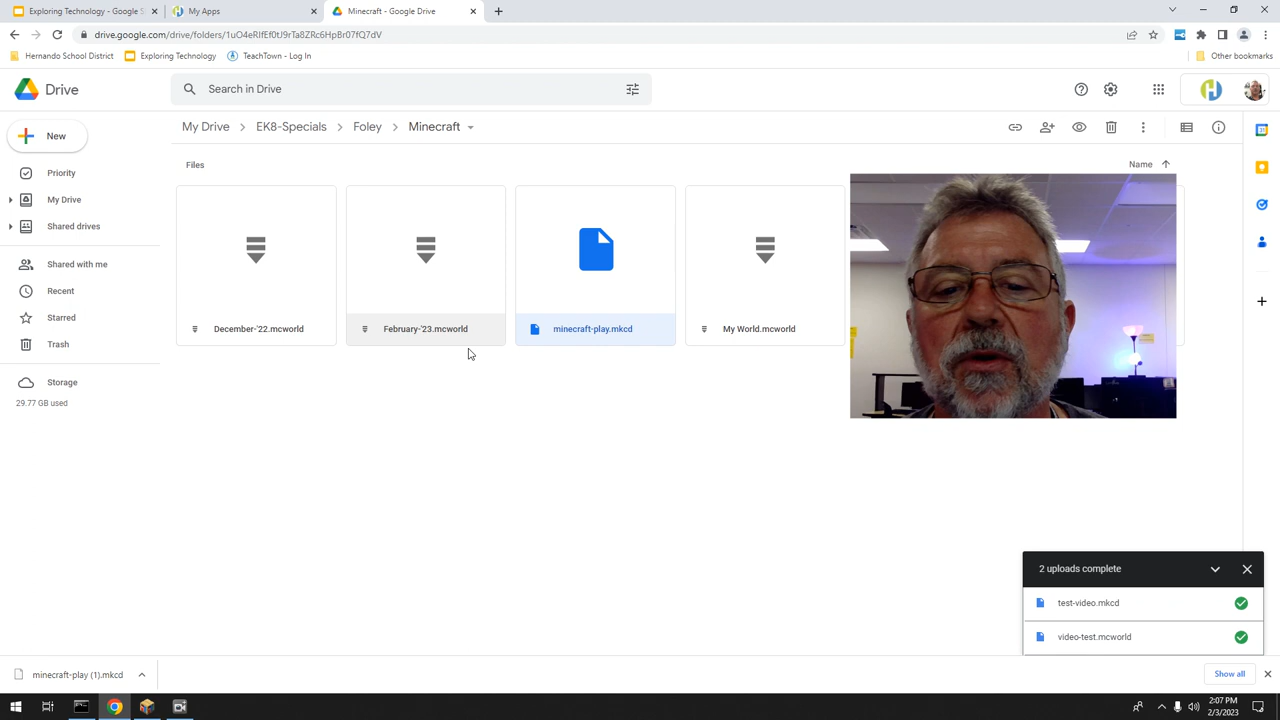 Exploring Technology - Google S
My Apps
Minecraft - Google Drive
drive.google.com/drive/folders/1uO4eRIfEf0tJ9rTa8ZRc6HpBr07fQ7dV
Hernando School District
Exploring Technology
TeachTown - Log In
Other bookmarks
Drive
Search in Drive
My Drive
EK8-Specials
Foley
Minecraft
New
Files
Name
Priority
My Drive
Shared drives
Shared with me
Recent
Starred
Trash
Storage
29.77 GB used
December-'22.mcworld
February-'23.mcworld
minecraft-play.mkcd
My World.mcworld
31
2 uploads complete
test-video.mkcd
video-test.mcworld
minecraft-play (1).mkcd
Show all
2:07 PM
2/3/2023